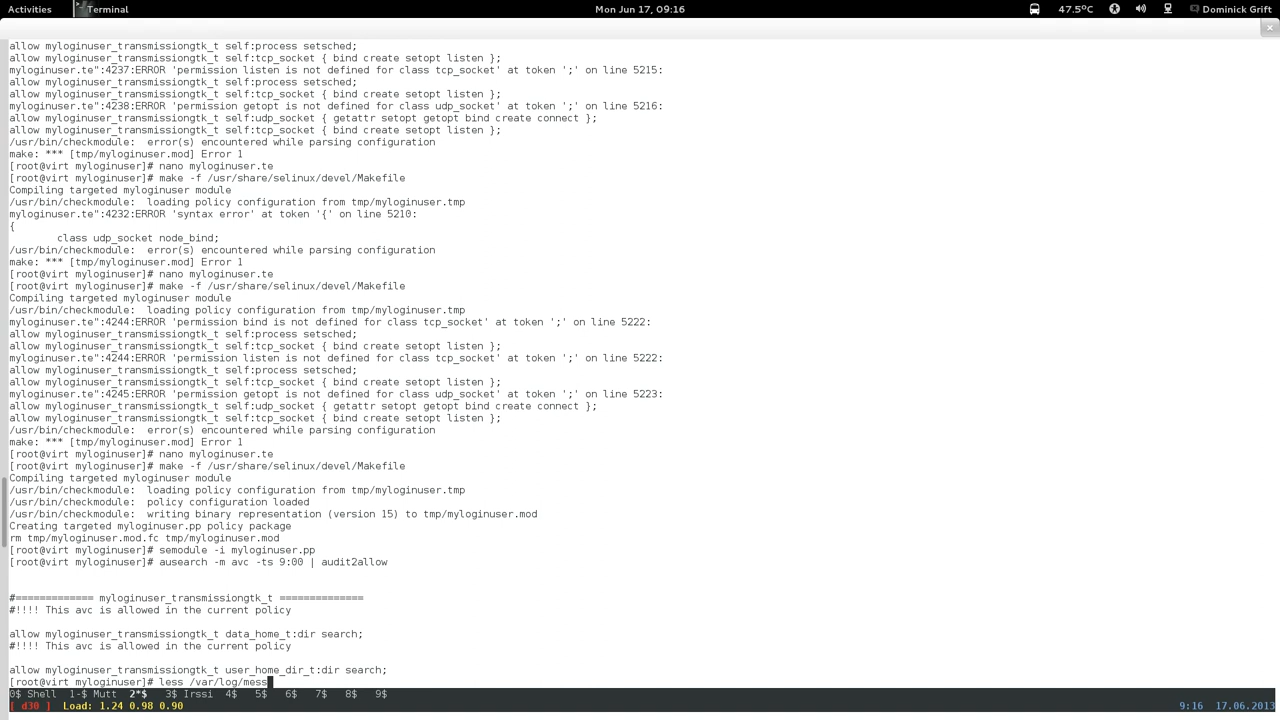 Activities
Terminal
Mon Jun 17, 09:16
47.5°C
Dominick Grift
allow myloginuser_transmissiongtk_t self:process setsched;
allow myloginuser_transmissiongtk_t self:tcp_socket { bind create setopt listen };
myloginuser.te":4237:ERROR 'permission listen is not defined for class tcp_socket' at token ';' on line 5215:
allow myloginuser_transmissiongtk_t self:process setsched;
allow myloginuser_transmissiongtk_t self:tcp_socket { bind create setopt listen };
myloginuser.te":4238:ERROR 'permission getopt is not defined for class udp_socket' at token ';' on line 5216:
allow myloginuser_transmissiongtk_t self:udp_socket { getattr setopt getopt bind create connect };
allow myloginuser_transmissiongtk_t self:tcp_socket { bind create setopt listen };
/usr/bin/checkmodule:  error(s) encountered while parsing configuration
make: *** [tmp/myloginuser.mod] Error 1
[root@virt myloginuser]# nano myloginuser.te
[root@virt myloginuser]# make -f /usr/share/selinux/devel/Makefile
Compiling targeted myloginuser module
/usr/bin/checkmodule:  loading policy configuration from tmp/myloginuser.tmp
myloginuser.te":4232:ERROR 'syntax error' at token '{' on line 5210:
{
        class udp_socket node_bind;
/usr/bin/checkmodule:  error(s) encountered while parsing configuration
make: *** [tmp/myloginuser.mod] Error 1
[root@virt myloginuser]# nano myloginuser.te
[root@virt myloginuser]# make -f /usr/share/selinux/devel/Makefile
Compiling targeted myloginuser module
/usr/bin/checkmodule:  loading policy configuration from tmp/myloginuser.tmp
myloginuser.te":4244:ERROR 'permission bind is not defined for class tcp_socket' at token ';' on line 5222:
allow myloginuser_transmissiongtk_t self:process setsched;
allow myloginuser_transmissiongtk_t self:tcp_socket { bind create setopt listen };
myloginuser.te":4244:ERROR 'permission listen is not defined for class tcp_socket' at token ';' on line 5222:
allow myloginuser_transmissiongtk_t self:process setsched;
allow myloginuser_transmissiongtk_t self:tcp_socket { bind create setopt listen };
myloginuser.te":4245:ERROR 'permission getopt is not defined for class udp_socket' at token ';' on line 5223:
allow myloginuser_transmissiongtk_t self:udp_socket { getattr setopt getopt bind create connect };
allow myloginuser_transmissiongtk_t self:tcp_socket { bind create setopt listen };
/usr/bin/checkmodule:  error(s) encountered while parsing configuration
make: *** [tmp/myloginuser.mod] Error 1
[root@virt myloginuser]# nano myloginuser.te
[root@virt myloginuser]# make -f /usr/share/selinux/devel/Makefile
Compiling targeted myloginuser module
/usr/bin/checkmodule:  loading policy configuration from tmp/myloginuser.tmp
/usr/bin/checkmodule:  policy configuration loaded
/usr/bin/checkmodule:  writing binary representation (version 15) to tmp/myloginuser.mod
Creating targeted myloginuser.pp policy package
rm tmp/myloginuser.mod.fc tmp/myloginuser.mod
[root@virt myloginuser]# semodule -i myloginuser.pp
[root@virt myloginuser]# ausearch -m avc -ts 9:00 | audit2allow
#============= myloginuser_transmissiongtk_t ==============
#!!!! This avc is allowed in the current policy
allow myloginuser_transmissiongtk_t data_home_t:dir search;
#!!!! This avc is allowed in the current policy
allow myloginuser_transmissiongtk_t user_home_dir_t:dir search;
[root@virt myloginuser]# less /var/log/mess
0$ Shell  1-$ Mutt  2*$  3$ Irssi  4$  5$  6$  7$  8$  9$
[ d30 ]  Load: 1.24 0.98 0.90
9:16  17.06.2013